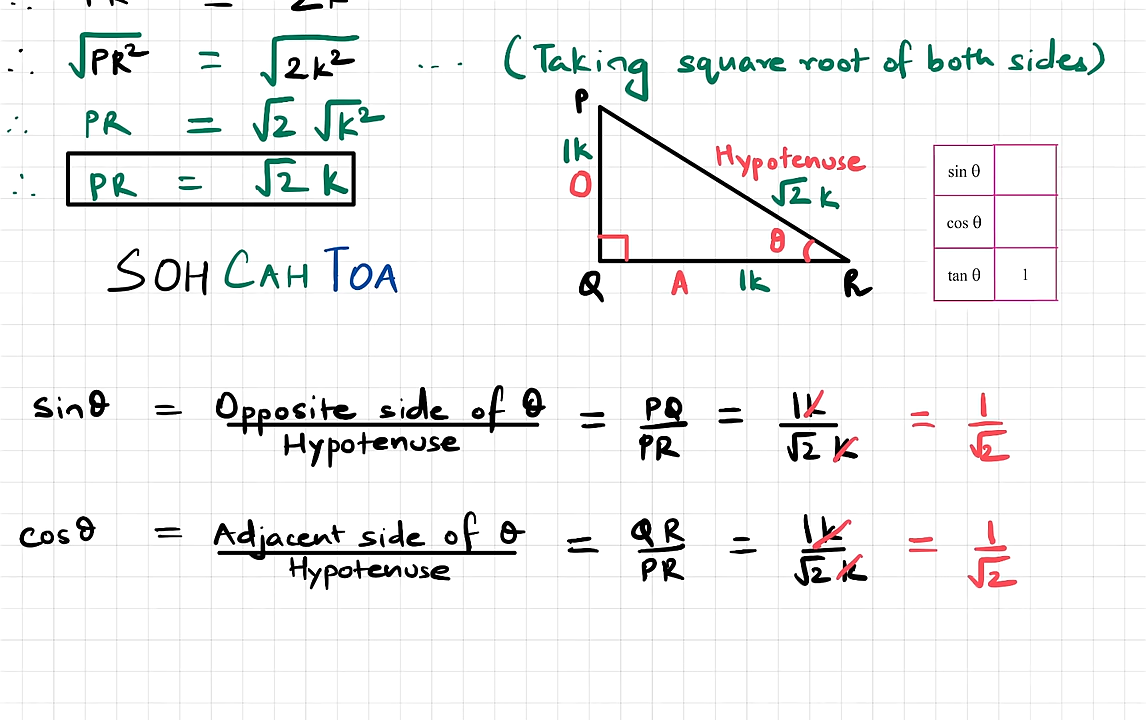 ∴ PR = 2k
∴ √PR² = √2k² ... (Taking square root of both sides)
∴ PR = √2 √k²
∴ PR = √2 k
P
1k
O
Hypotenuse
√2 k
θ
Q A 1k R
sin θ
cos θ
tan θ 1
SOH CAH TOA
sinθ = Opposite side of θ / Hypotenuse = PQ / PR = 1k / √2 k = 1 / √2
cosθ = Adjacent side of θ / Hypotenuse = QR / PR = 1k / √2 k = 1 / √2